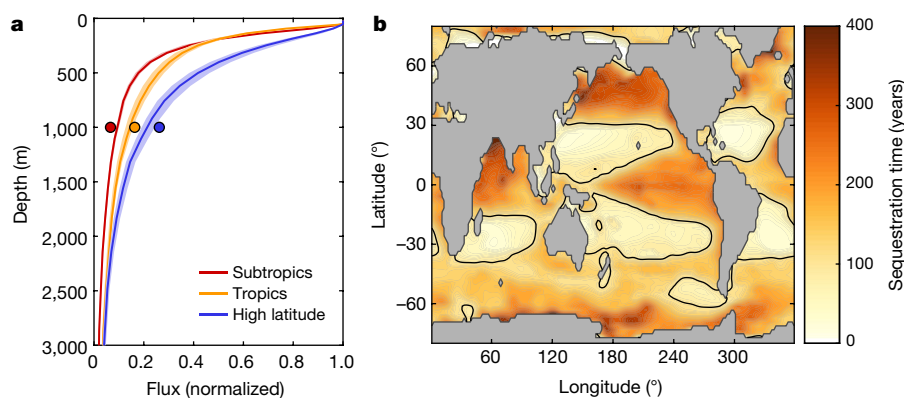 a
0
500
1,000
1,500
2,000
2,500
3,000
Depth (m)
Subtropics
Tropics
High latitude
0
0.2
0.4
0.6
0.8
1.0
Flux (normalized)
b
60
30
0
−30
−60
Latitude (°)
60
120
180
240
300
Longitude (°)
400
300
200
100
0
Sequestration time (years)